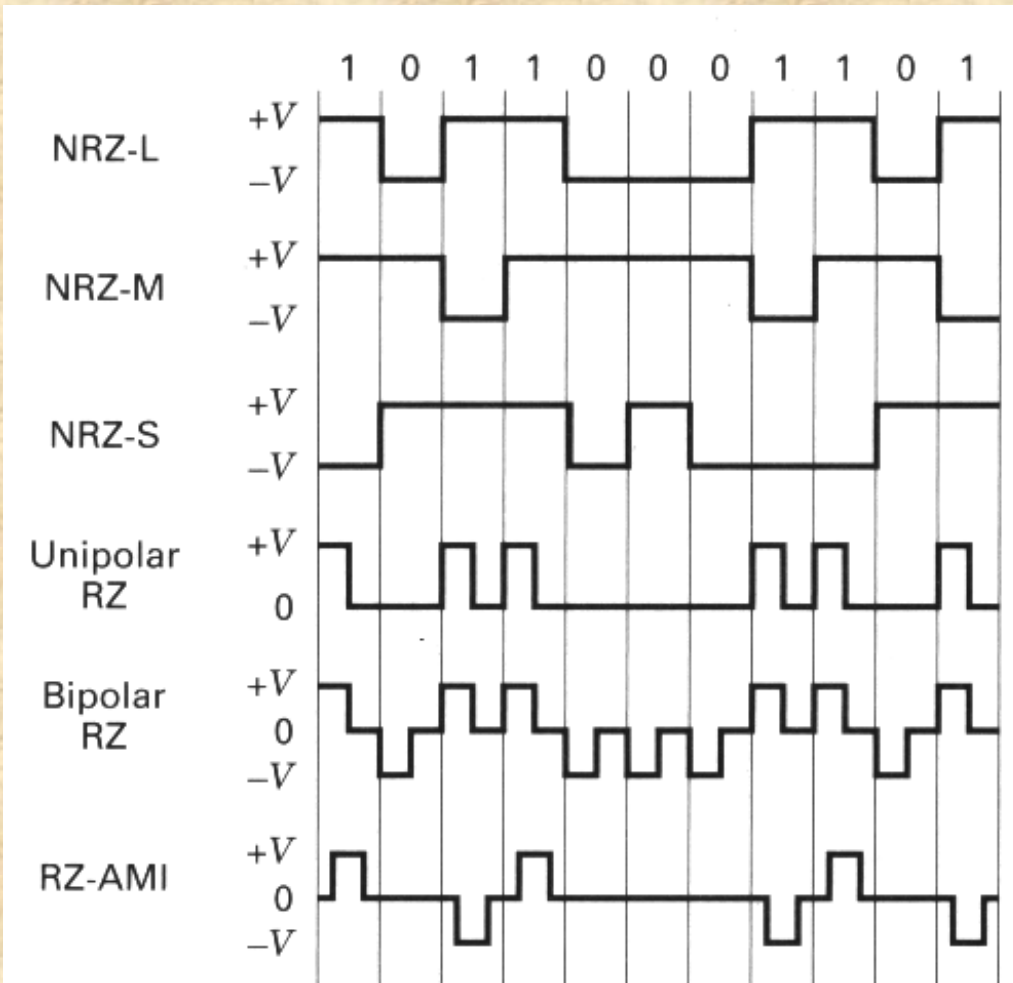 1 0 1 1 0 0 0 1 1 0 1
+V
NRZ-L
−V
+V
NRZ-M
−V
+V
NRZ-S
−V
+V
Unipolar
RZ
0
+V
Bipolar
RZ
0
−V
+V
RZ-AMI
0
−V